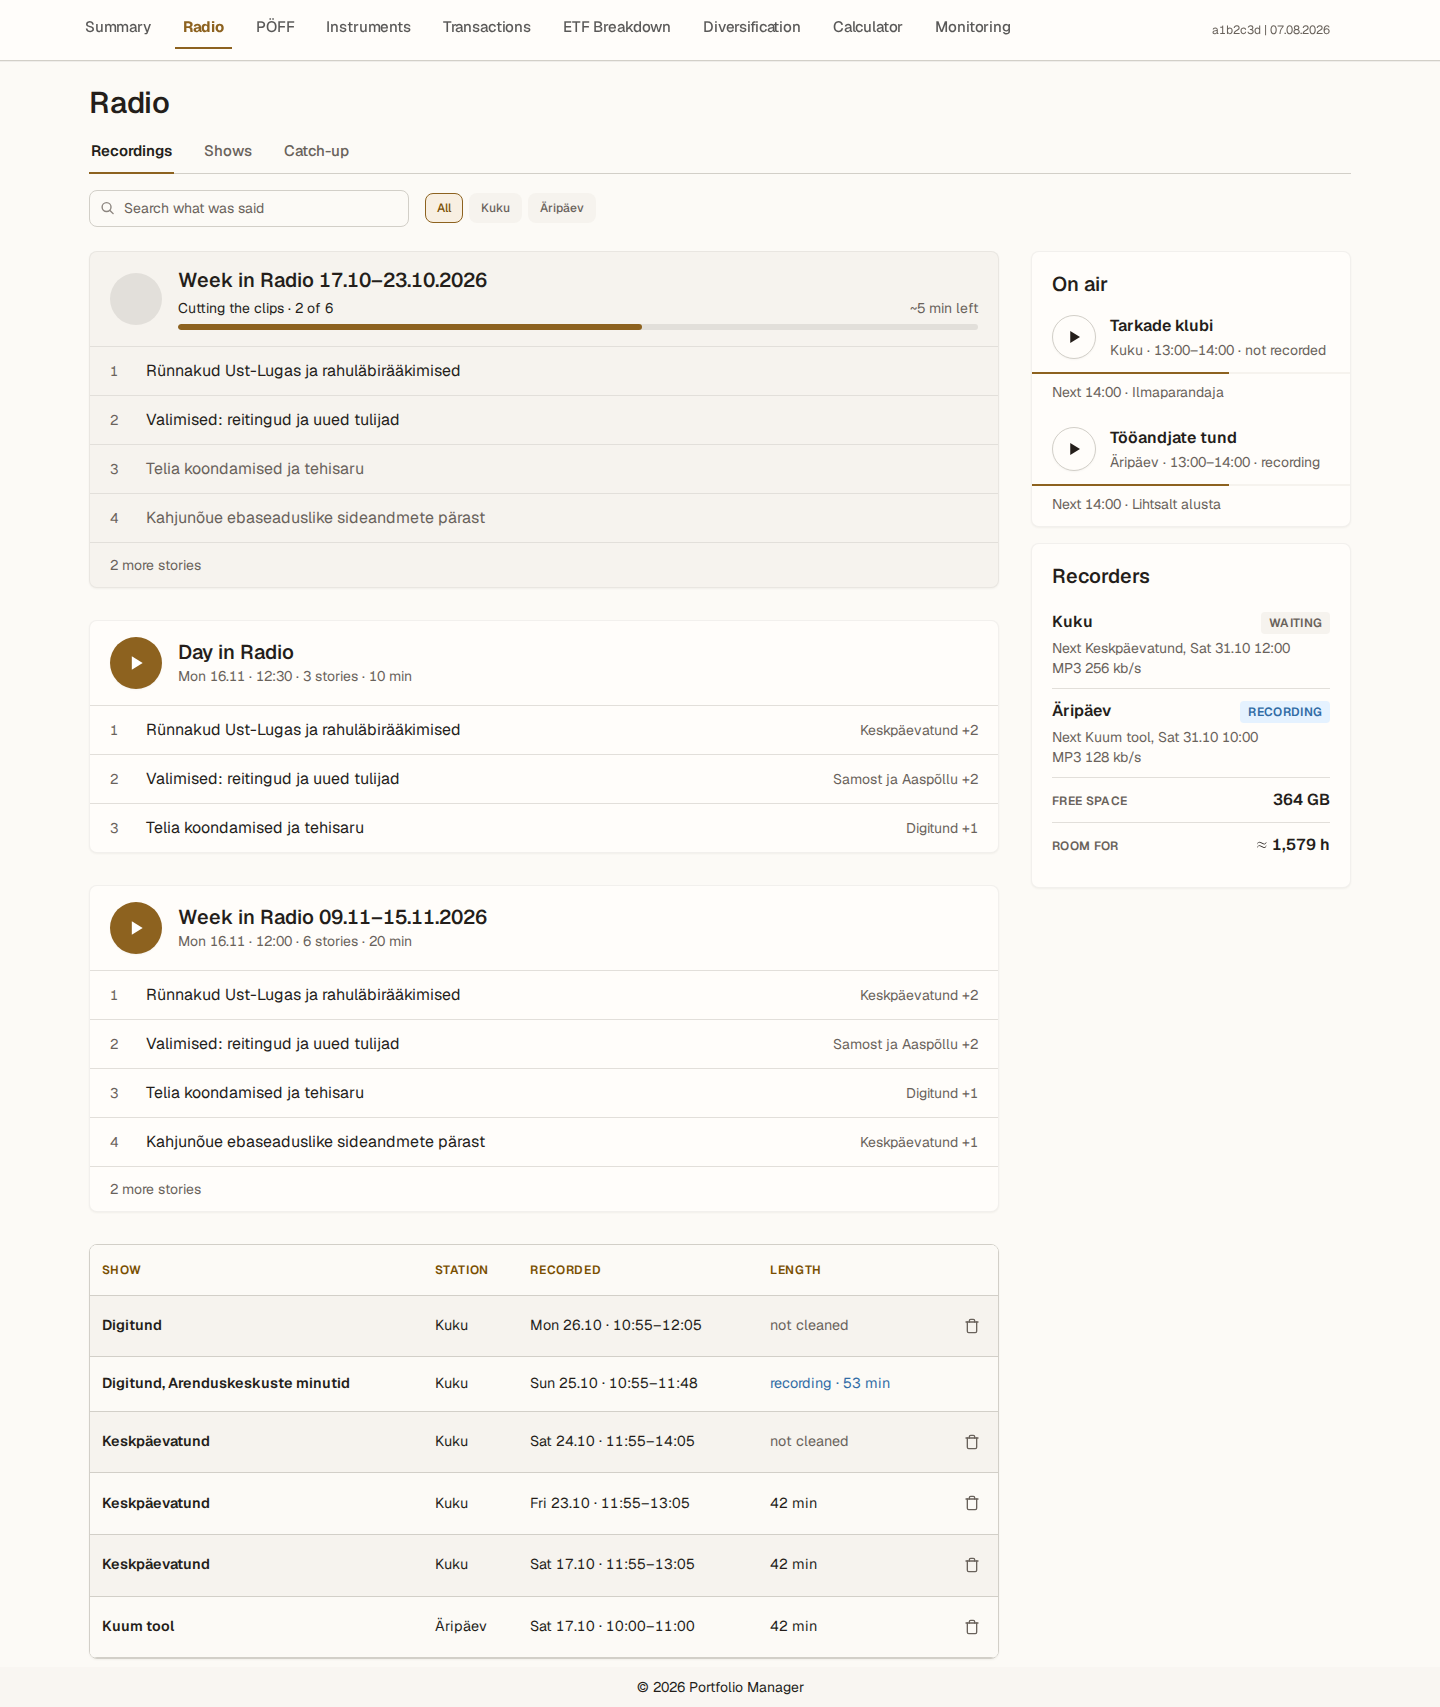 Summary Radio PÖFF Instruments Transactions ETF Breakdown Diversification Calculator Monitoring a1b2c3d | 07.08.2026
Radio
Recordings Shows Catch-up
Search what was said All Kuku Äripäev
Week in Radio 17.10–23.10.2026
Cutting the clips · 2 of 6 ~5 min left
1 Rünnakud Ust-Lugas ja rahuläbirääkimised
2 Valimised: reitingud ja uued tulijad
3 Telia koondamised ja tehisaru
4 Kahjunõue ebaseaduslike sideandmete pärast
2 more stories
Day in Radio
Mon 16.11 · 12:30 · 3 stories · 10 min
1 Rünnakud Ust-Lugas ja rahuläbirääkimised Keskpäevatund +2
2 Valimised: reitingud ja uued tulijad Samost ja Aaspõllu +2
3 Telia koondamised ja tehisaru Digitund +1
Week in Radio 09.11–15.11.2026
Mon 16.11 · 12:00 · 6 stories · 20 min
1 Rünnakud Ust-Lugas ja rahuläbirääkimised Keskpäevatund +2
2 Valimised: reitingud ja uued tulijad Samost ja Aaspõllu +2
3 Telia koondamised ja tehisaru Digitund +1
4 Kahjunõue ebaseaduslike sideandmete pärast Keskpäevatund +1
2 more stories
SHOW STATION RECORDED LENGTH
Digitund Kuku Mon 26.10 · 10:55–12:05 not cleaned
Digitund, Arenduskeskuste minutid Kuku Sun 25.10 · 10:55–11:48 recording · 53 min
Keskpäevatund Kuku Sat 24.10 · 11:55–14:05 not cleaned
Keskpäevatund Kuku Fri 23.10 · 11:55–13:05 42 min
Keskpäevatund Kuku Sat 17.10 · 11:55–13:05 42 min
Kuum tool Äripäev Sat 17.10 · 10:00–11:00 42 min
On air
Tarkade klubi
Kuku · 13:00–14:00 · not recorded
Next 14:00 · Ilmaparandaja
Tööandjate tund
Äripäev · 13:00–14:00 · recording
Next 14:00 · Lihtsalt alusta
Recorders
Kuku WAITING
Next Keskpäevatund, Sat 31.10 12:00
MP3 256 kb/s
Äripäev RECORDING
Next Kuum tool, Sat 31.10 10:00
MP3 128 kb/s
FREE SPACE 364 GB
ROOM FOR ≈ 1,579 h
© 2026 Portfolio Manager